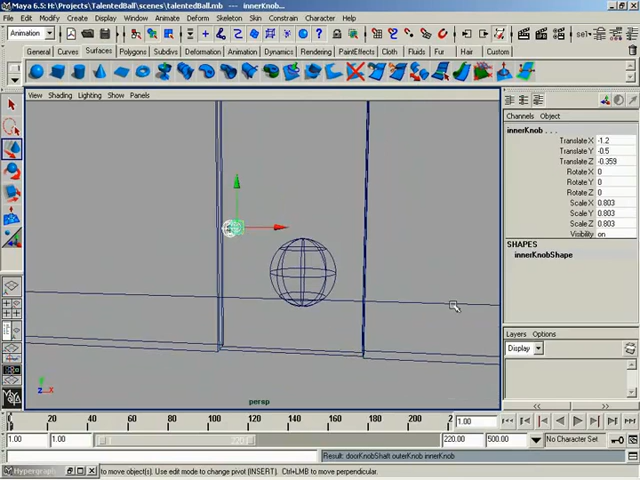 Maya 6.5: H:\Projects\TalentedBall\scenes\talentedBall.mb --- innerKnob...
File Edit Modify Create Display Window Animate Deform Skeleton Skin Constrain Character Help
Animation
sel
General Curves Surfaces Polygons Subdivs Deformation Animation Dynamics Rendering PaintEffects Cloth Fluids Fur Hair Custom
View Shading Lighting Show Panels
Channels Object
innerKnob . . .
Translate X -1.2
Translate Y -0.5
Translate Z -0.359
Rotate X 0
Rotate Y 0
Rotate Z 0
Scale X 0.803
Scale Y 0.803
Scale Z 0.803
Visibility on
SHAPES
innerKnobShape
Layers Options
Display
y
z x
persp
20 40 60 80 100 120 140 160 180 200 2 1.00
1.00 1.00 220 220.00 500.00 No Character Set
Result: doorKnobShaft outerKnob innerKnob
Hypergraph to move object(s). Use edit mode to change pivot (INSERT). Ctrl+LMB to move perpendicular.